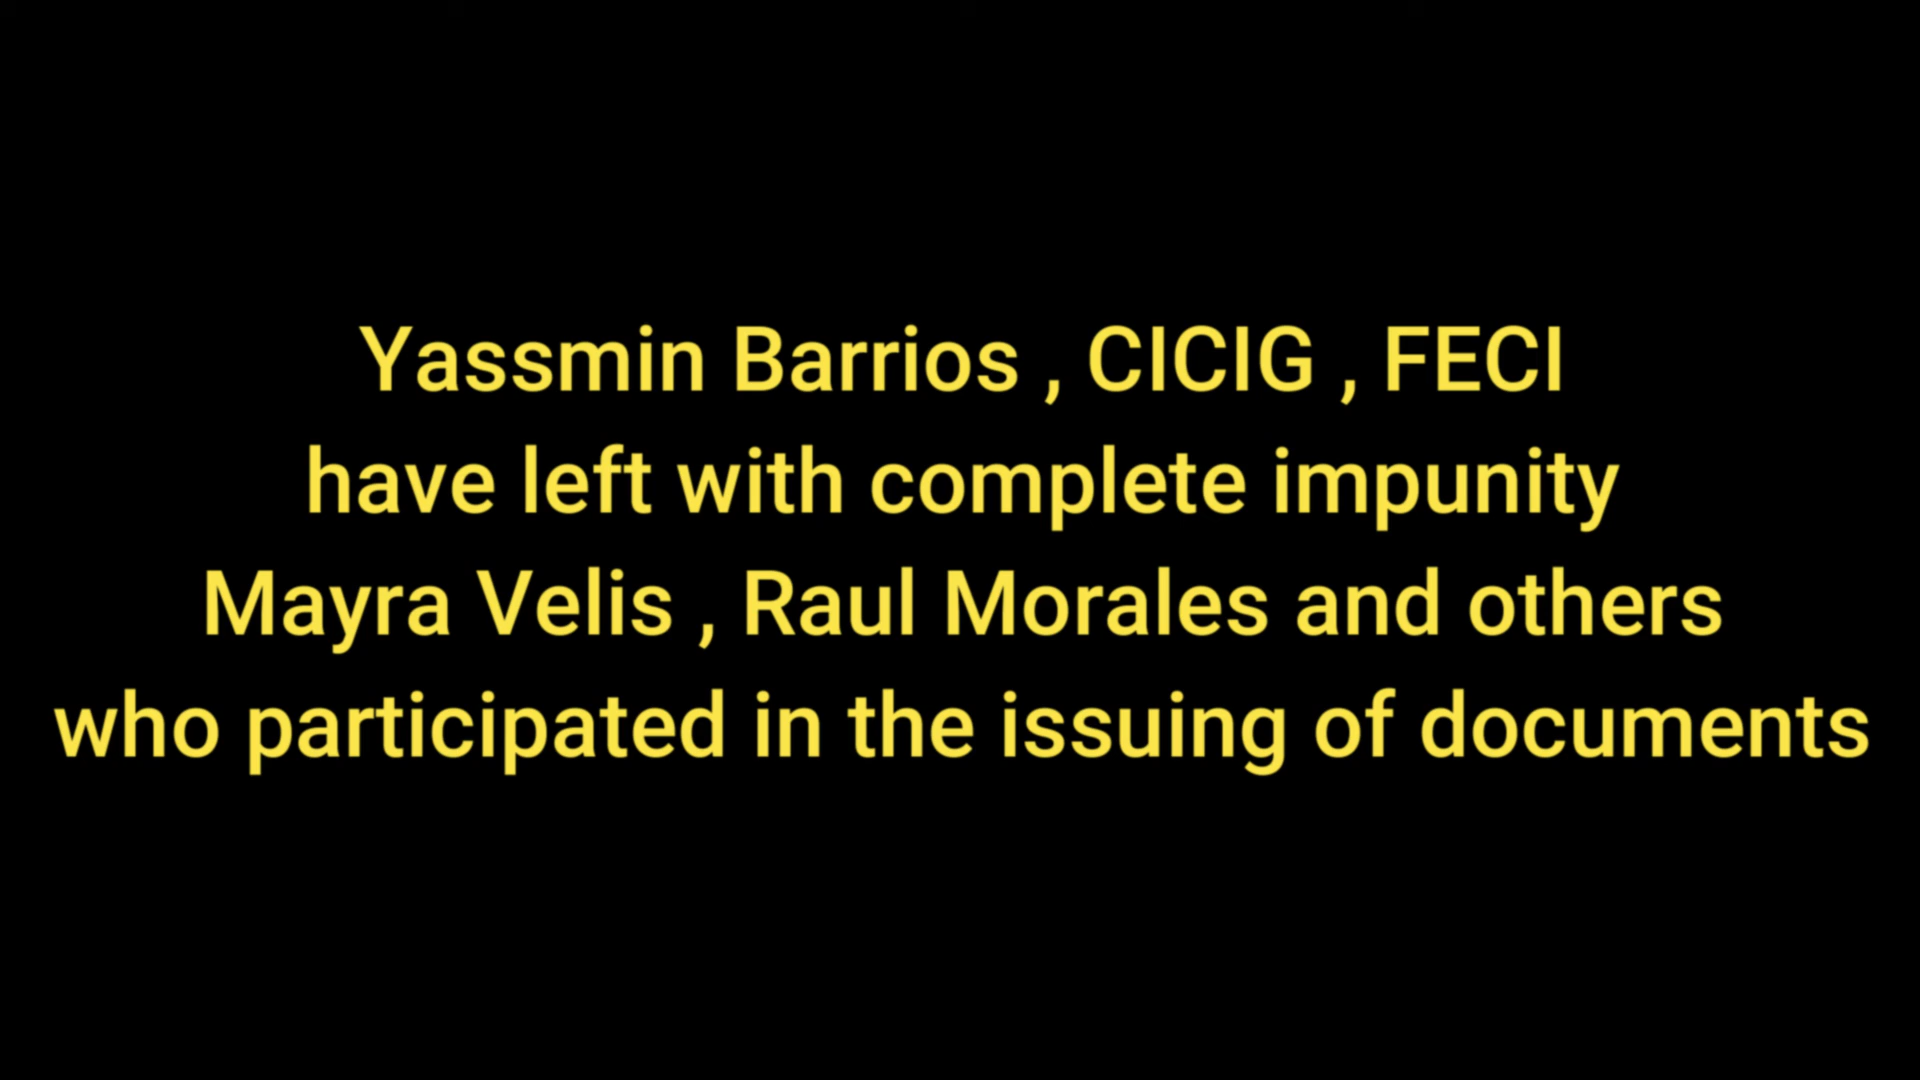 Yassmin Barrios , CICIG , FECI
have left with complete impunity
Mayra Velis , Raul Morales and others
who participated in the issuing of documents